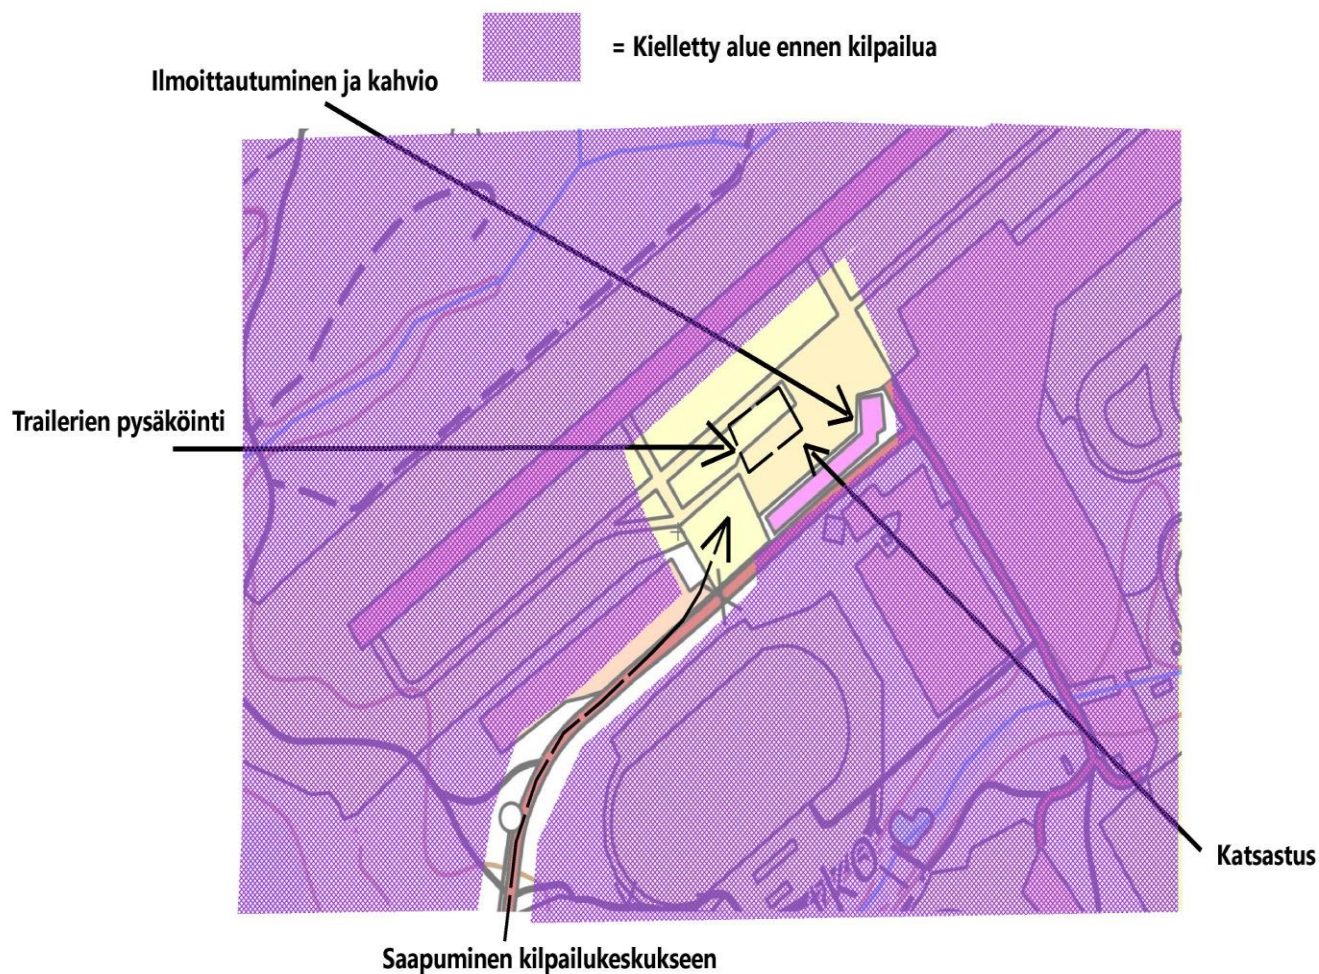 = Kielletty alue ennen kilpailua
Ilmoittautuminen ja kahvio
Trailerien pysäköinti
Katsastus
Saapuminen kilpailukeskukseen